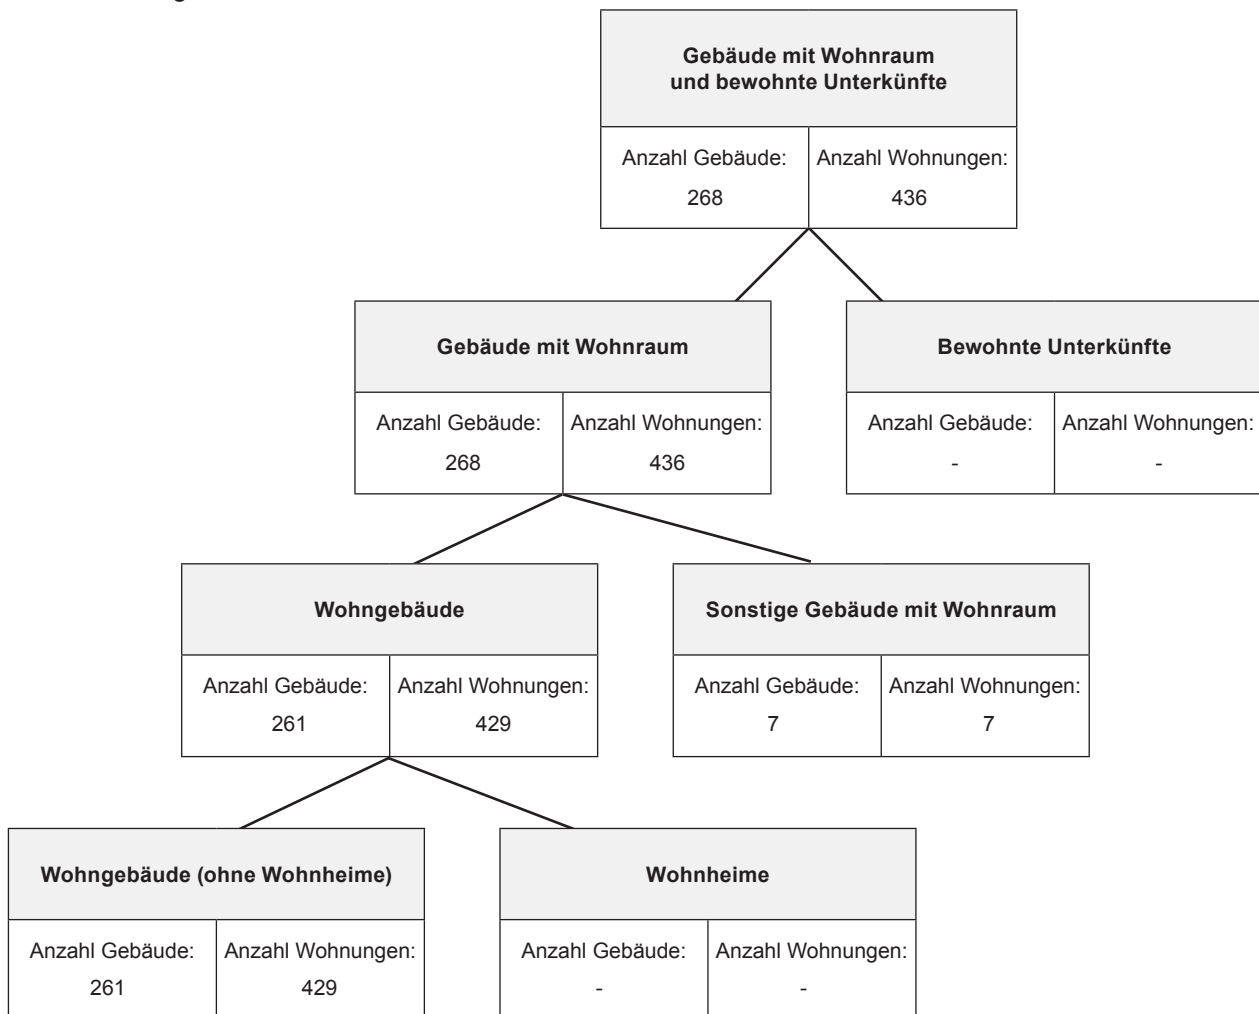 Gebäude mit Wohnraum
und bewohnte Unterkünfte
Anzahl Gebäude: Anzahl Wohnungen:
268 436
Gebäude mit Wohnraum
Anzahl Gebäude: Anzahl Wohnungen:
268 436
Bewohnte Unterkünfte
Anzahl Gebäude: Anzahl Wohnungen:
- -
Wohngebäude
Anzahl Gebäude: Anzahl Wohnungen:
261 429
Sonstige Gebäude mit Wohnraum
Anzahl Gebäude: Anzahl Wohnungen:
7 7
Wohngebäude (ohne Wohnheime)
Anzahl Gebäude: Anzahl Wohnungen:
261 429
Wohnheime
Anzahl Gebäude: Anzahl Wohnungen:
- -